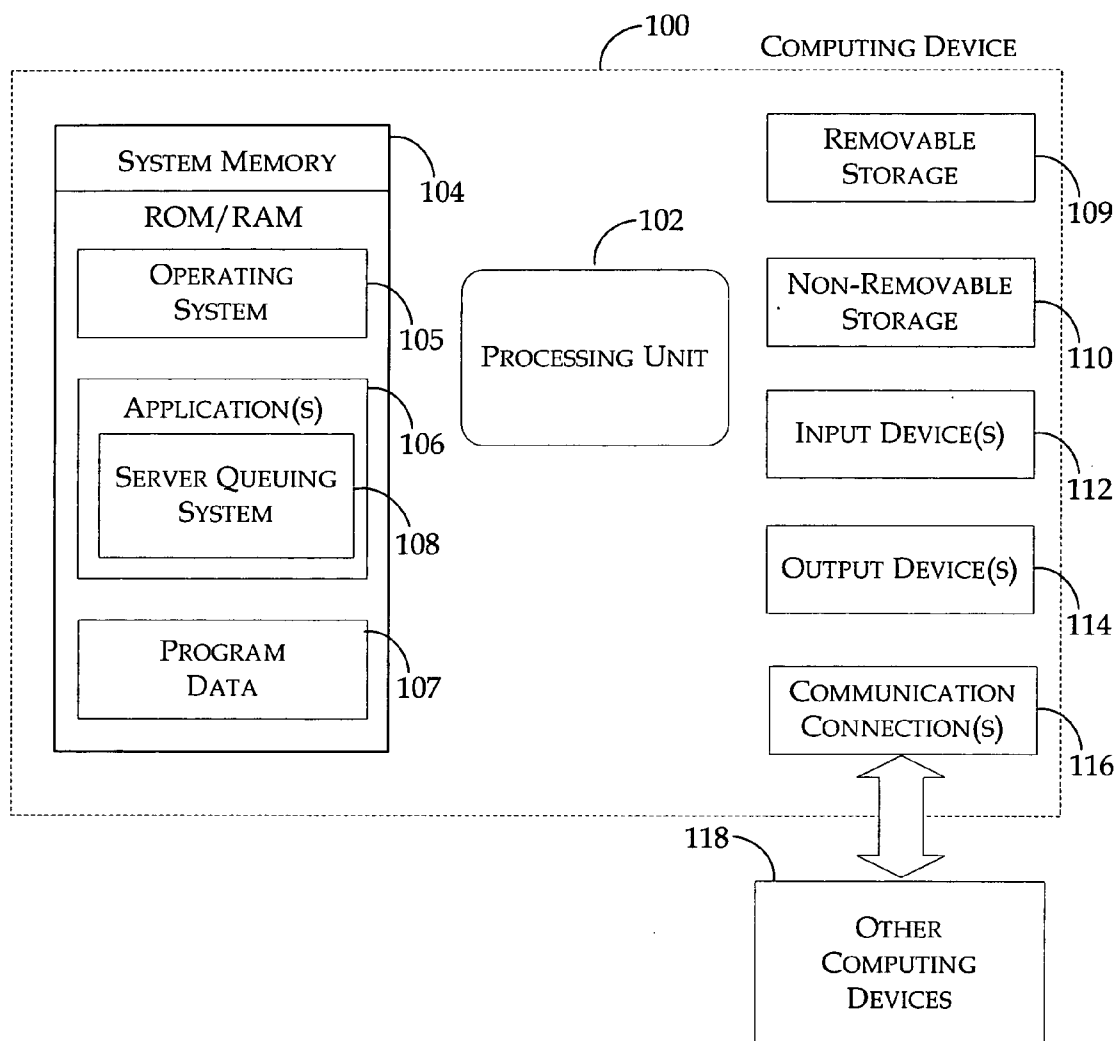 100
COMPUTING DEVICE
SYSTEM MEMORY
104
ROM/RAM
OPERATING
SYSTEM
105
APPLICATION(S)
106
SERVER QUEUING
SYSTEM
108
PROGRAM
DATA
107
102
PROCESSING UNIT
REMOVABLE
STORAGE
109
NON-REMOVABLE
STORAGE
110
INPUT DEVICE(S)
112
OUTPUT DEVICE(S)
114
COMMUNICATION
CONNECTION(S)
116
118
OTHER
COMPUTING
DEVICES